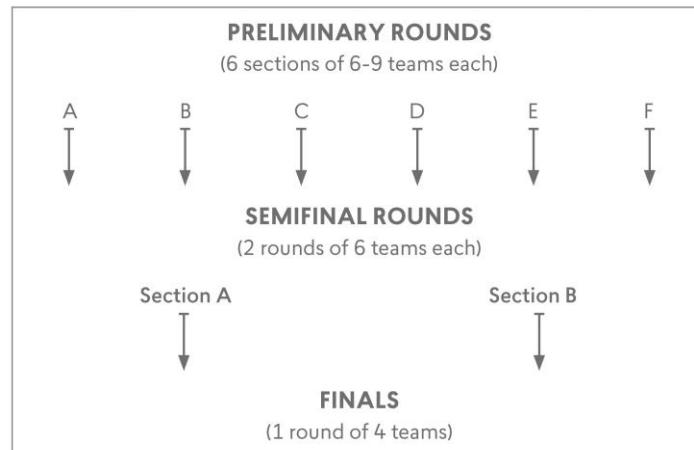 PRELIMINARY ROUNDS
(6 sections of 6-9 teams each)
A B C D E F
SEMIFINAL ROUNDS
(2 rounds of 6 teams each)
Section A Section B
FINALS
(1 round of 4 teams)